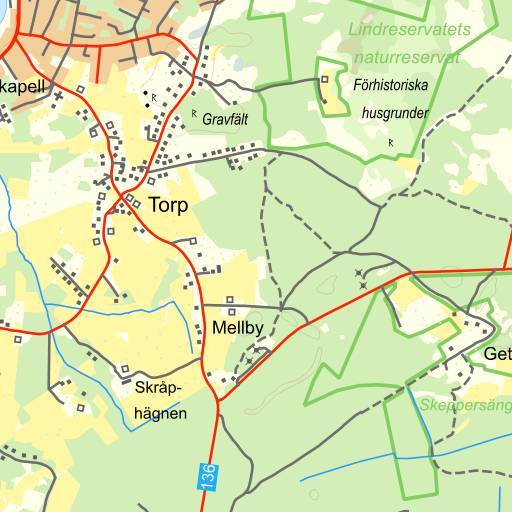 Lindreservatets
naturreservat
kapell
Förhistoriska
husgrunder
R
R
Gravfält
R
Torp
Mellby
Get
Skråp-
hägnen
Skeppersäng
136